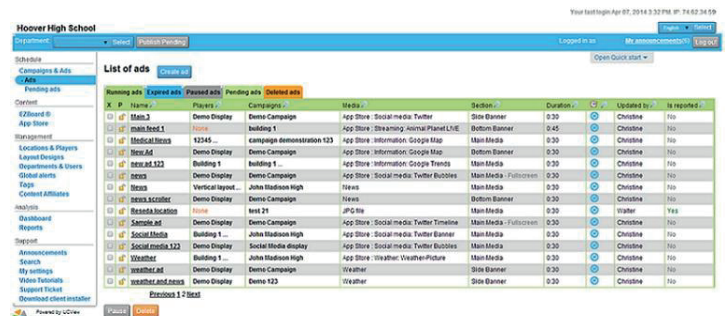 Your last login Apr 07, 2014 3:32 PM. IP: 74.62.34.59
Hoover High School
English Select
Department: Select Publish Pending Logged in as: My announcements(6) Log out
Open Quick start
Schedule
Campaigns & Ads
- Ads
Pending ads
Content
EZBoard ®
App Store
Management
Locations & Players
Layout Designs
Departments & Users
Global alerts
Tags
Content Affiliates
Analysis
Dashboard
Reports
Support
Announcements
Search
My settings
Video Tutorials
Support Ticket
Download client installer
Powered by UCView
List of ads Create ad
Running ads Expired ads Paused ads Pending ads Deleted ads
X P Name Players Campaigns Media Section Duration Updated by Is reported
Main 3 Demo Display Demo Campaign App Store : Social media: Twitter Side Banner 0:30 Christine No
main feed 1 None building 1 App Store : Streaming: Animal Planet LIVE Bottom Banner 0:45 Christine No
Medical News 12345 ... campaign demonstration 123 App Store : Information: Google Map Main Media 0:30 Christine No
New Ad Demo Display Demo Campaign App Store : Information: Google Map Bottom Banner 0:30 Christine No
new ad 123 Building 1 building 1 ... App Store : Information: Google Trends Main Media 0:30 Christine No
news Demo Display Demo Campaign App Store : Social media: Twitter Bubbles Main Media - Fullscreen 0:30 Christine No
News Vertical layout... John Madison High News Main Media 0:30 Christine No
news scroller Demo Display Demo Campaign News Bottom Banner 0:30 Christine No
Reseda location None test 21 JPG file Main Media 0:30 Walter Yes
Sample ad Demo Display Demo Campaign App Store : Social media: Twitter Timeline Main Media - Fullscreen 0:30 Christine No
Social Media Building 1 ... John Madison High App Store : Social media: Twitter Banner Main Media 0:30 Christine No
Social media 123 Demo Display Social Media display App Store : Social media: Twitter Bubbles Main Media 0:30 Christine No
Weather Building 1 ... John Madison High App Store : Weather: Weather-Picture Main Media 0:30 Christine No
weather ad Demo Display Demo Campaign Weather Side Banner 0:30 Christine No
weather and news Demo Display Demo 123 Weather Side Banner 0:30 Christine No
Previous 1 2 Next
Pause Delete